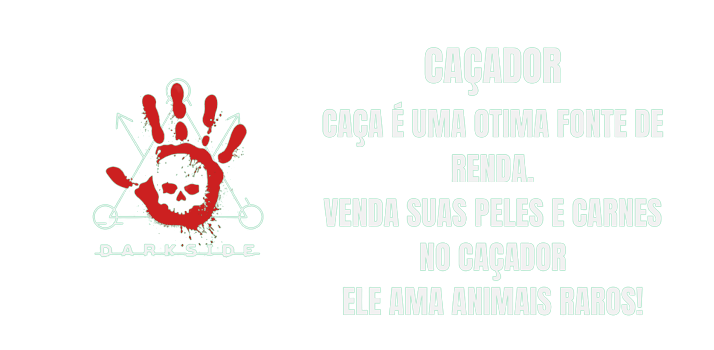 CAÇADOR
CAÇA É UMA OTIMA FONTE DE
RENDA.
VENDA SUAS PELES E CARNES
NO CAÇADOR
ELE AMA ANIMAIS RAROS!
DARKSIDE